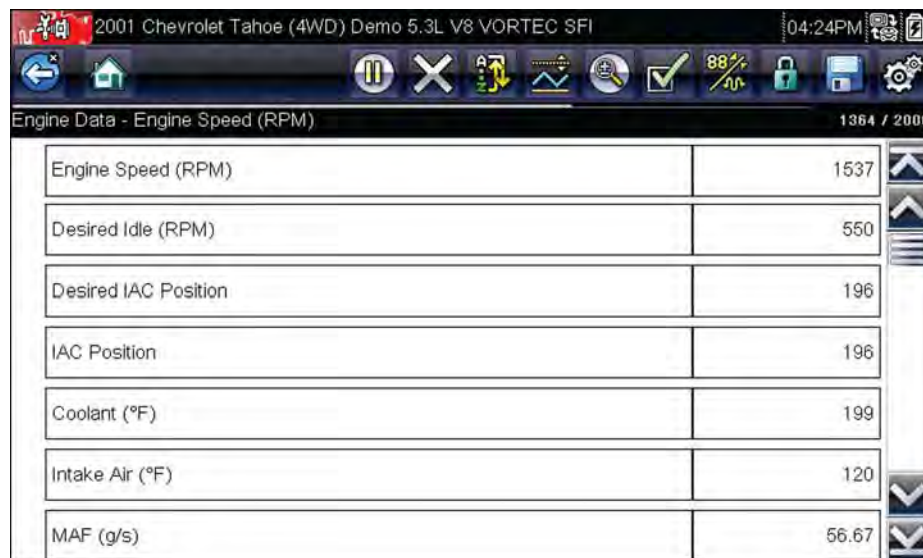 2001 Chevrolet Tahoe (4WD) Demo 5.3L V8 VORTEC SFI 04:24PM
Engine Data - Engine Speed (RPM) 1364 / 2000
Engine Speed (RPM) 1537
Desired Idle (RPM) 550
Desired IAC Position 196
IAC Position 196
Coolant (°F) 199
Intake Air (°F) 120
MAF (g/s) 56.67